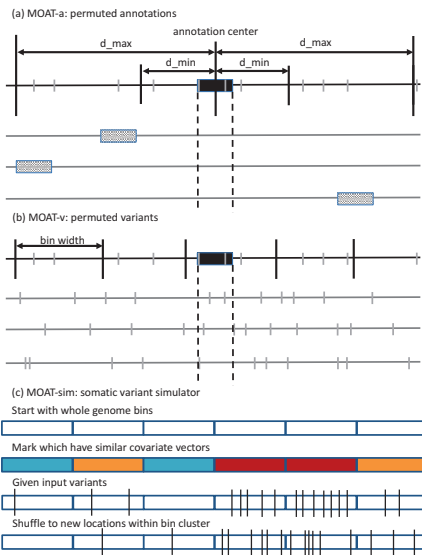 (a) MOAT-a: permuted annotations
annotation center
d_max d_max
d_min d_min
(b) MOAT-v: permuted variants
bin width
(c) MOAT-sim: somatic variant simulator
Start with whole genome bins
Mark which have similar covariate vectors
Given input variants
Shuffle to new locations within bin cluster